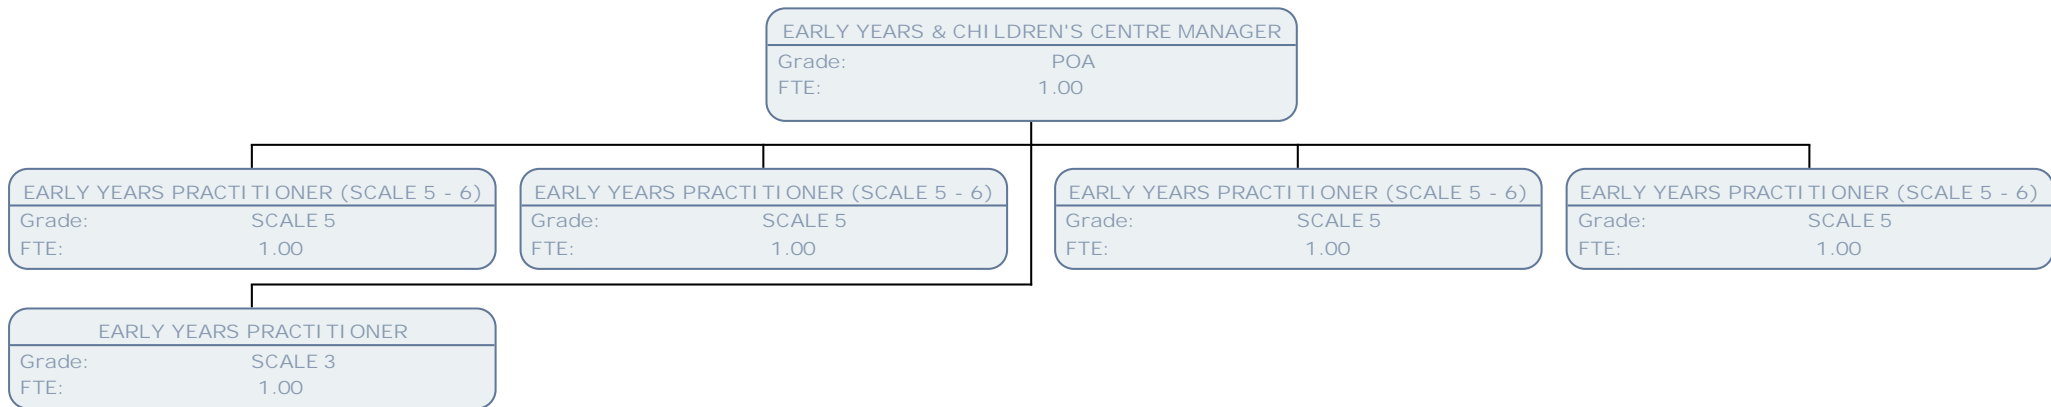 EARLY YEARS & CHILDREN'S CENTRE MANAGER
Grade: POA
FTE: 1.00
EARLY YEARS PRACTITIONER (SCALE 5 - 6)
Grade: SCALE 5
FTE: 1.00
EARLY YEARS PRACTITIONER (SCALE 5 - 6)
Grade: SCALE 5
FTE: 1.00
EARLY YEARS PRACTITIONER (SCALE 5 - 6)
Grade: SCALE 5
FTE: 1.00
EARLY YEARS PRACTITIONER (SCALE 5 - 6)
Grade: SCALE 5
FTE: 1.00
EARLY YEARS PRACTITIONER
Grade: SCALE 3
FTE: 1.00